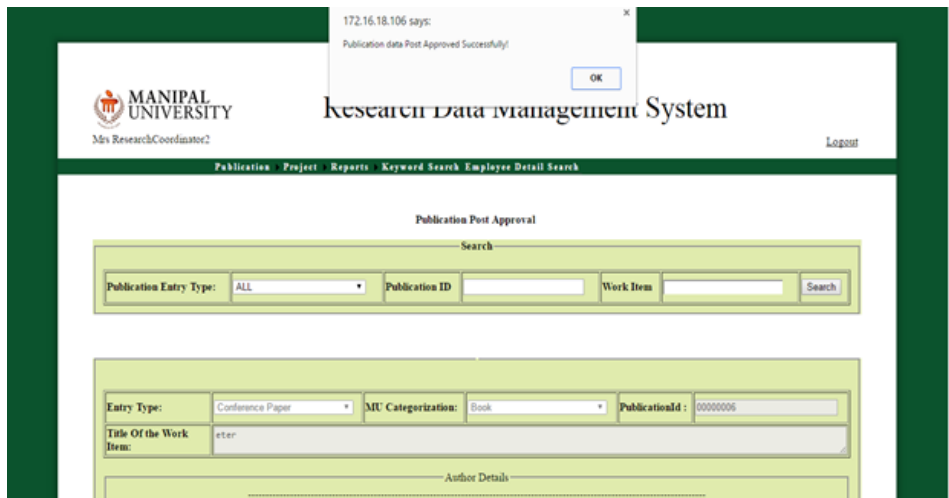 172.16.18.106 says:
Publication data Post Approved Successfully!
OK
MANIPAL
UNIVERSITY
Research Data Management System
Mrs ResearchCoordinator2
Logout
Publication Project Reports Keyword Search Employee Detail Search
Publication Post Approval
Search
Publication Entry Type: ALL Publication ID Work Item Search
Entry Type: Conference Paper MU Categorization: Book PublicationId : 00000006
Title Of the Work
Item:
eter
Author Details